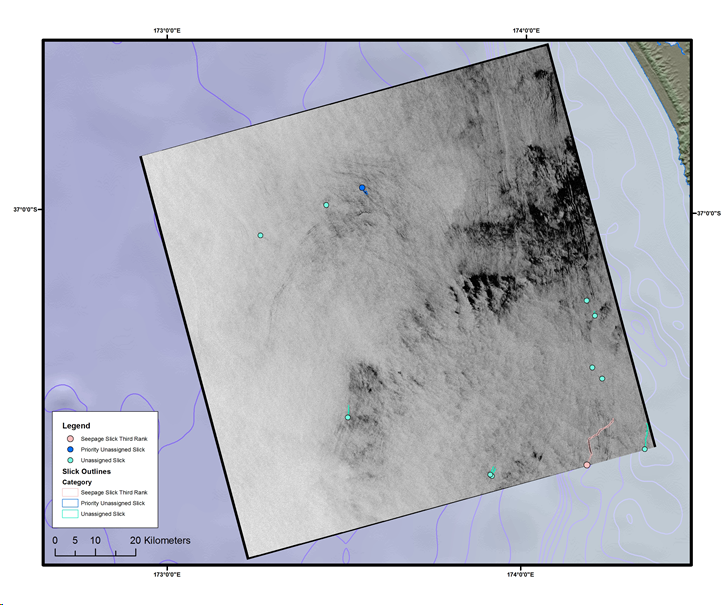 173°0'0"E 174°0'0"E
37°0'0"S 37°0'0"S
Legend
Seepage Slick Third Rank
Priority Unassigned Slick
Unassigned Slick
Slick Outlines
Category
Seepage Slick Third Rank
Priority Unassigned Slick
Unassigned Slick
0 5 10 20 Kilometers
173°0'0"E 174°0'0"E